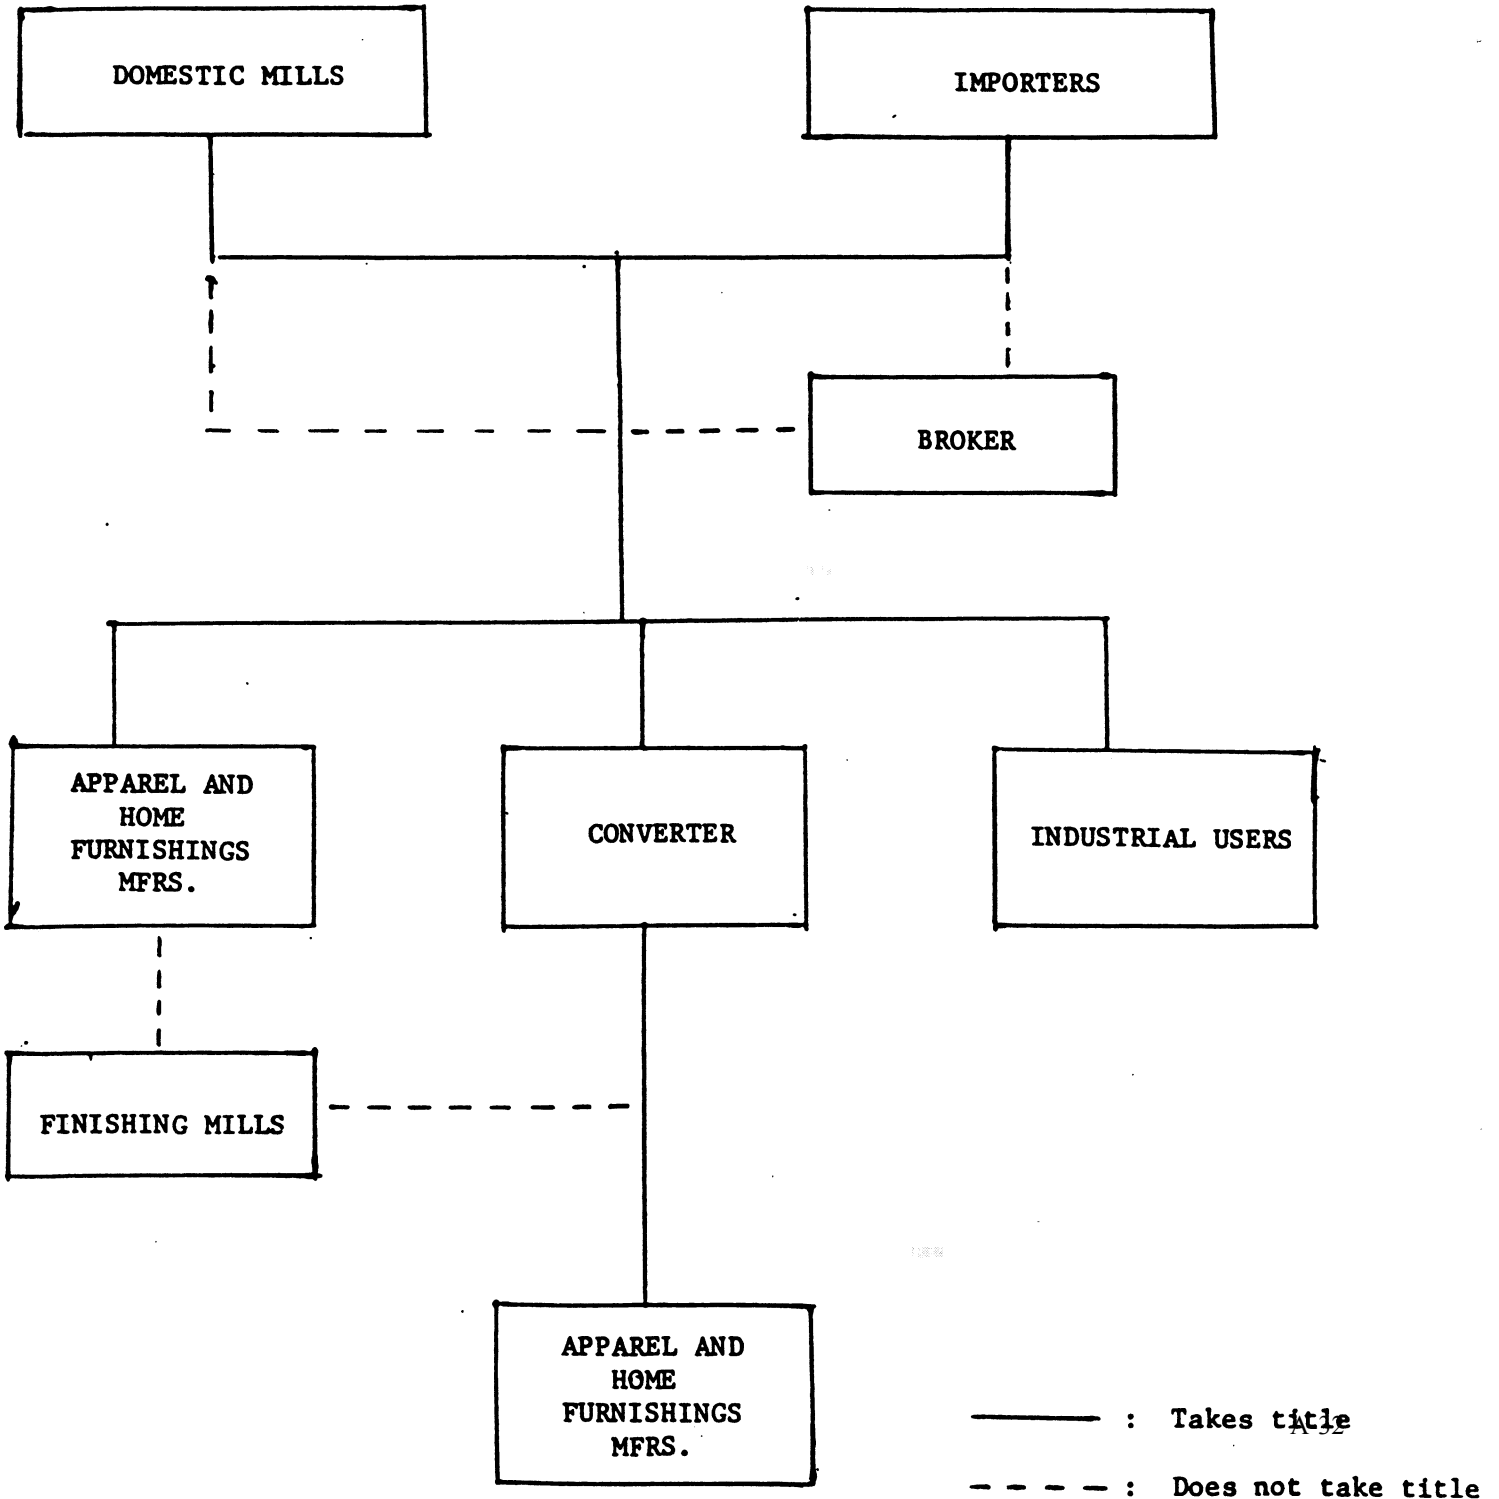 DOMESTIC MILLS
IMPORTERS
BROKER
APPAREL AND
HOME
FURNISHINGS
MFRS.
CONVERTER
INDUSTRIAL USERS
FINISHING MILLS
APPAREL AND
HOME
FURNISHINGS
MFRS.
: Takes title
A-32
: Does not take title